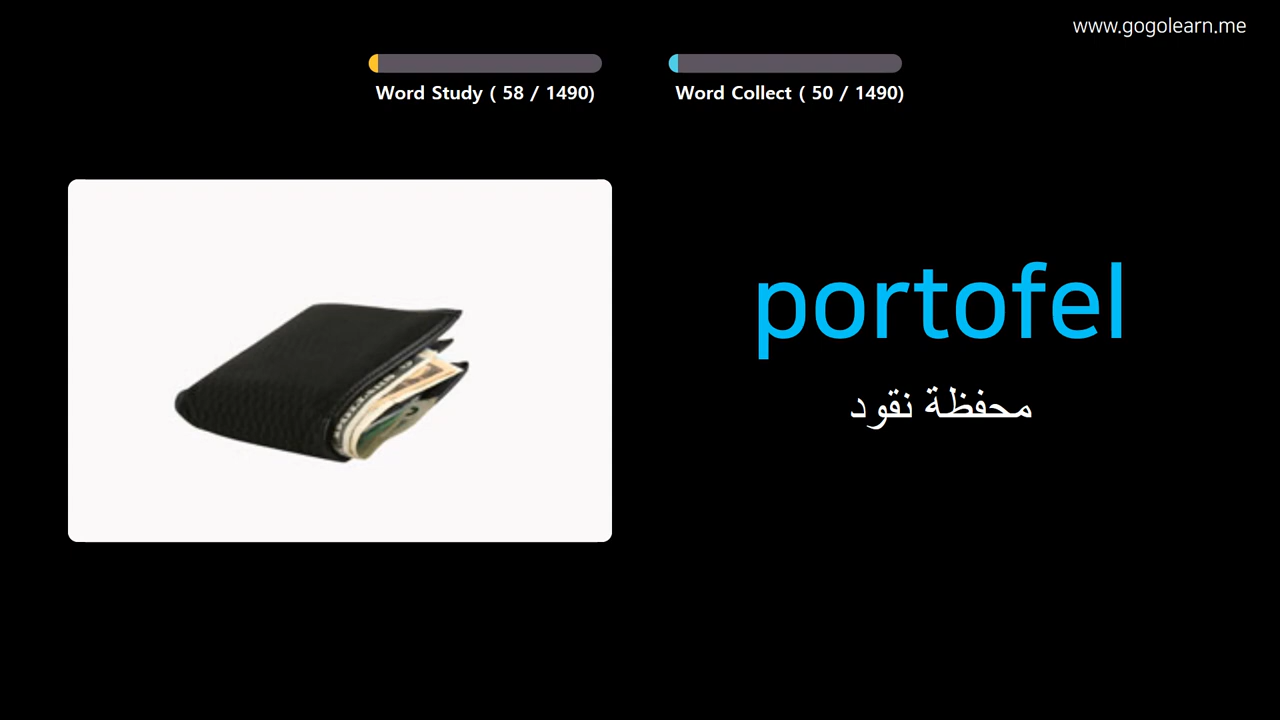 www.gogolearn.me
Word Study ( 58 / 1490)
Word Collect ( 50 / 1490)
portofel
محفظة نقود